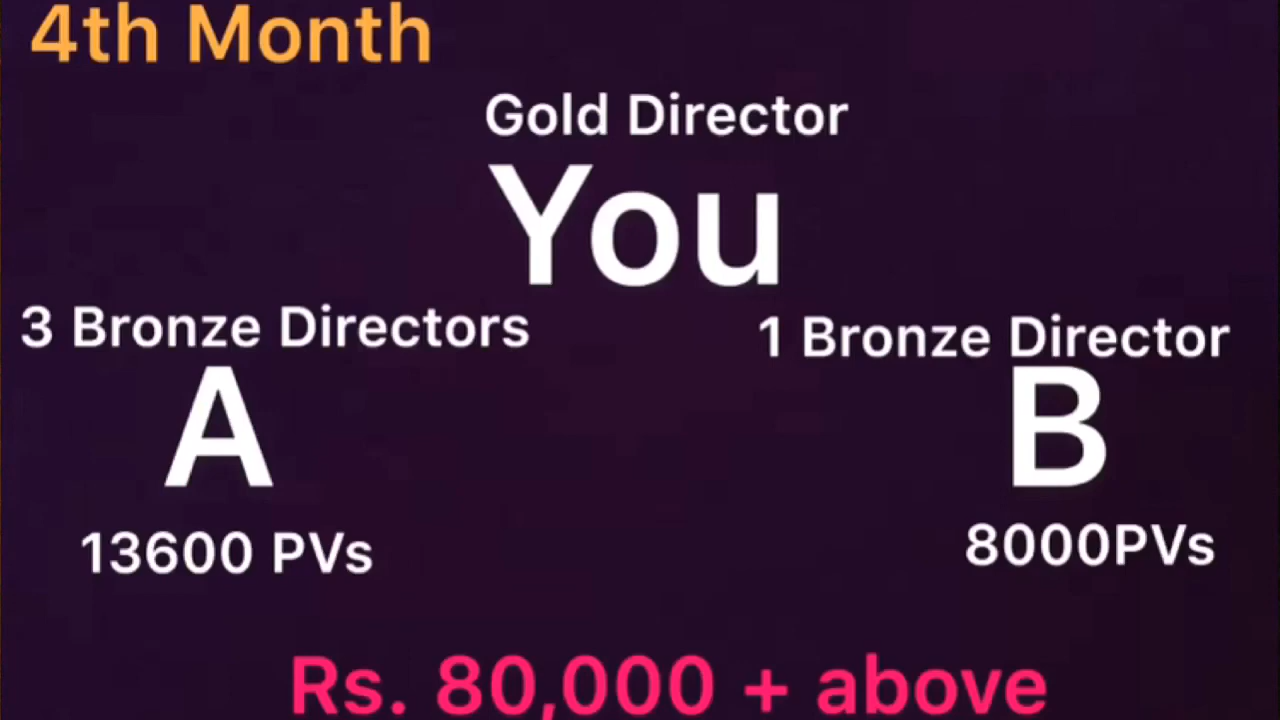 4th Month
Gold Director
You
3 Bronze Directors
1 Bronze Director
A
B
13600 PVs
8000PVs
Rs. 80,000 + above